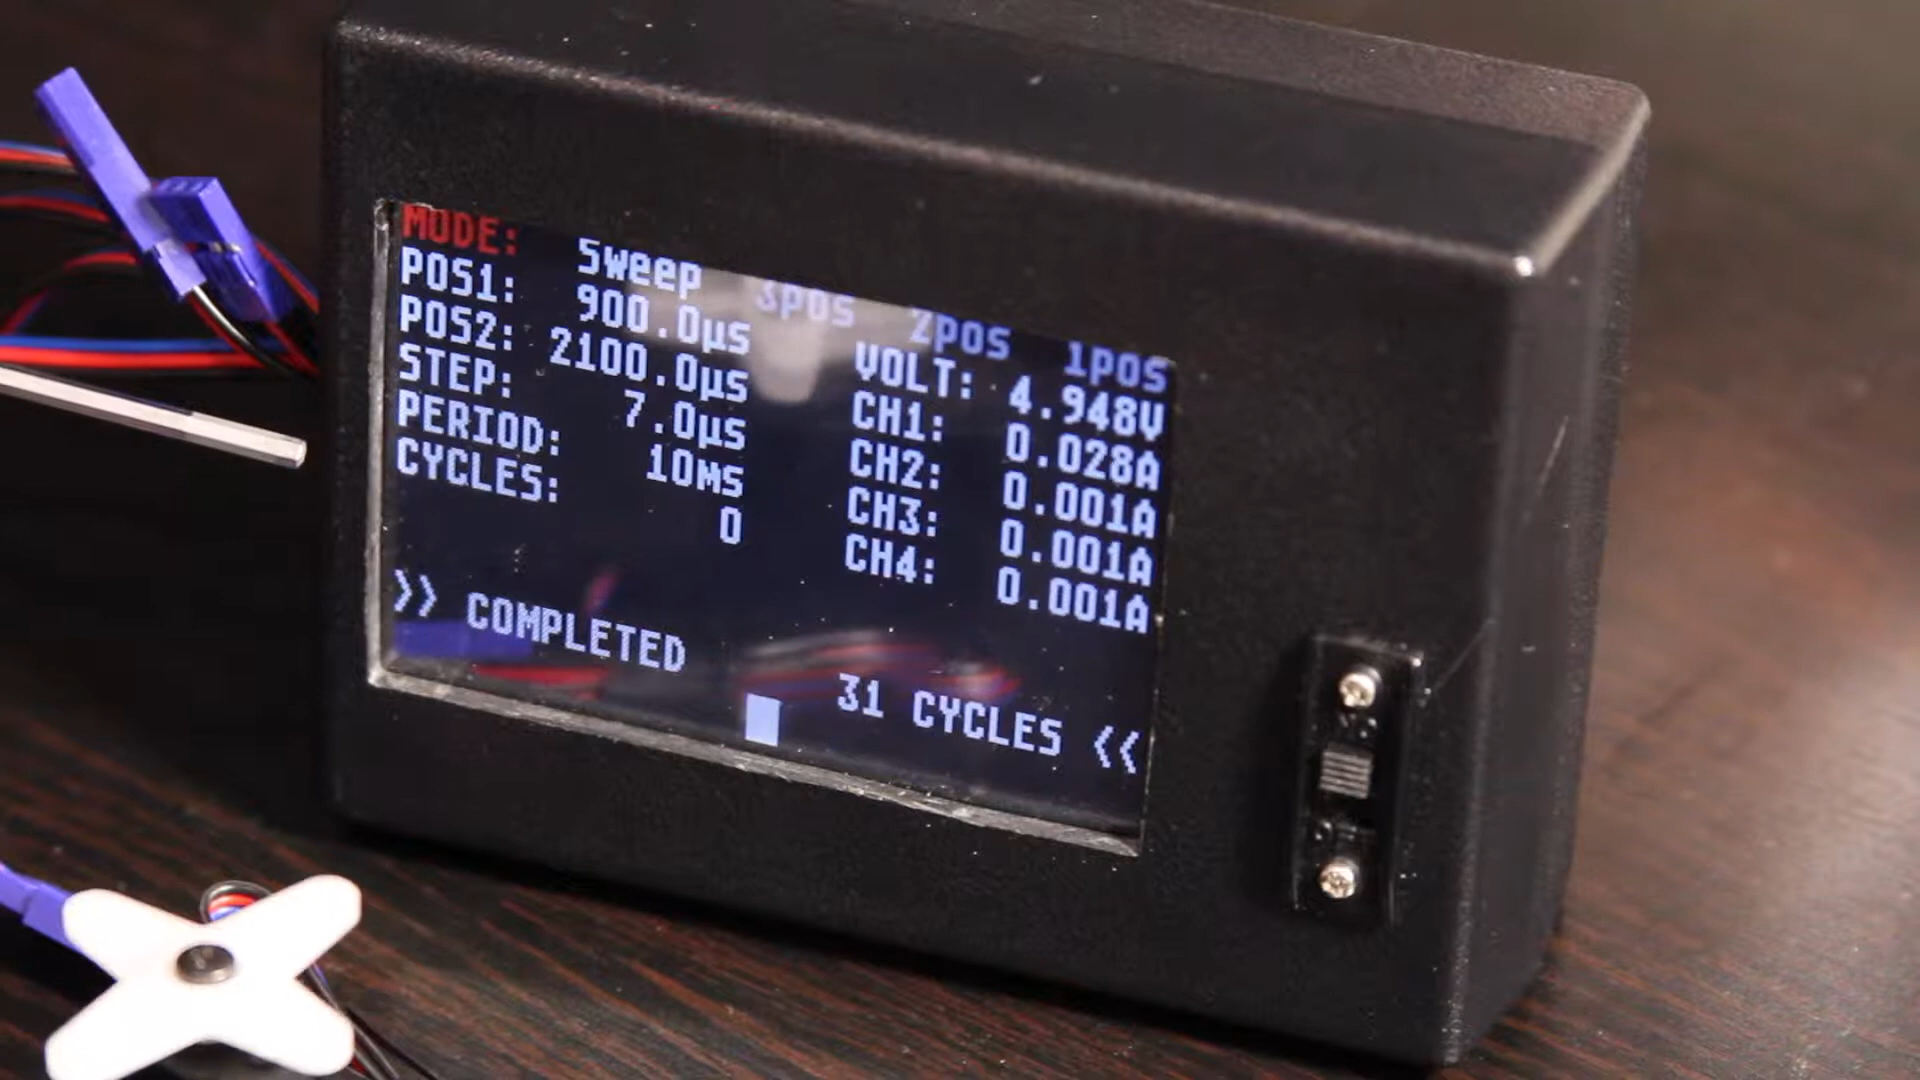 MODE: Sweep 3pos 2pos 1pos
POS1: 900.0µs VOLT: 4.948V
POS2: 2100.0µs CH1: 0.028A
STEP: 7.0µs CH2: 0.001A
PERIOD: 10ms CH3: 0.001A
CYCLES: 0 CH4: 0.001A
>> COMPLETED 31 CYCLES <<